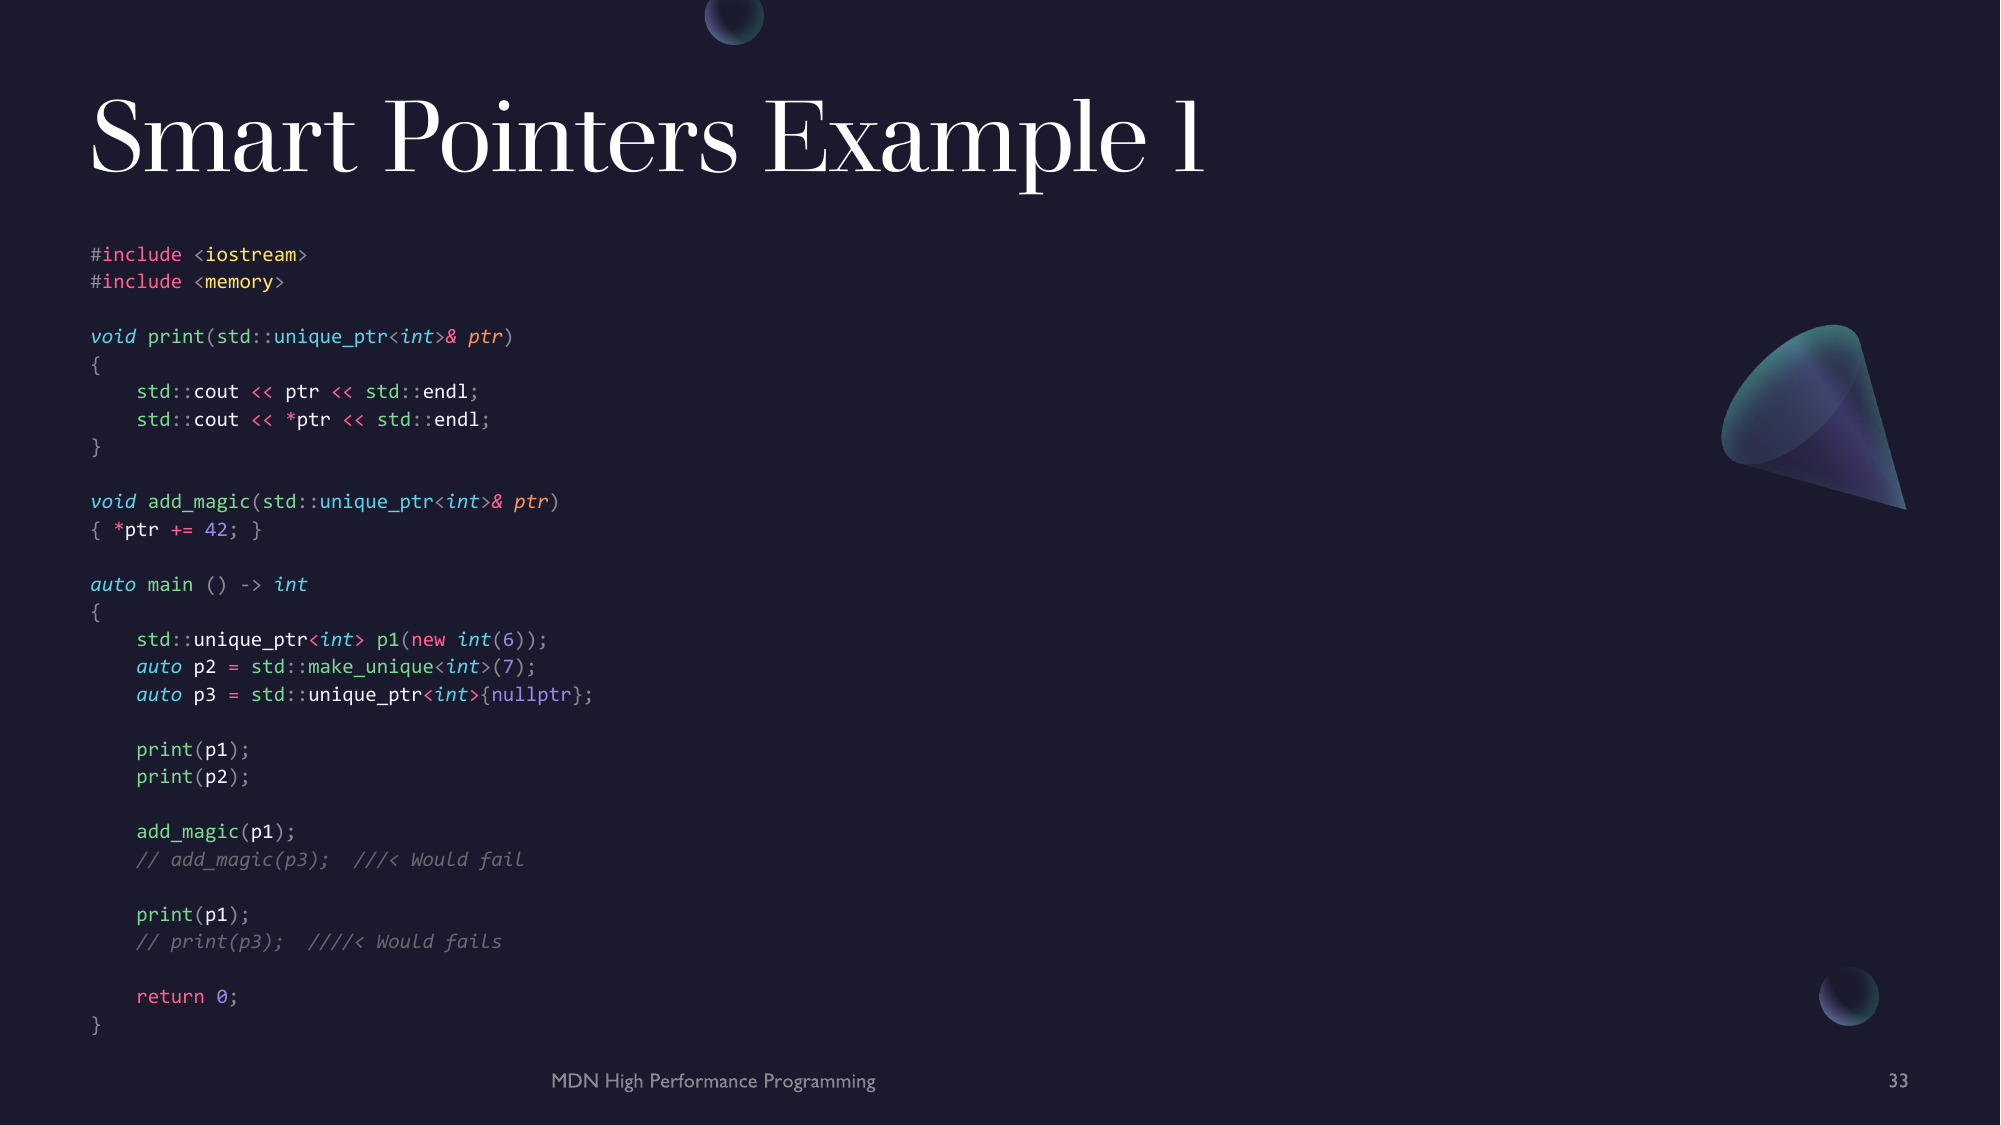 Smart Pointers Example 1
#include <iostream>
#include <memory>
void print(std::unique_ptr<int>& ptr)
{
    std::cout << ptr << std::endl;
    std::cout << *ptr << std::endl;
}
void add_magic(std::unique_ptr<int>& ptr)
{ *ptr += 42; }
auto main () -> int
{
    std::unique_ptr<int> p1(new int(6));
    auto p2 = std::make_unique<int>(7);
    auto p3 = std::unique_ptr<int>{nullptr};
    print(p1);
    print(p2);
    add_magic(p1);
    // add_magic(p3);  ///< Would fail
    print(p1);
    // print(p3);  ////< Would fails
    return 0;
}
MDN High Performance Programming
33